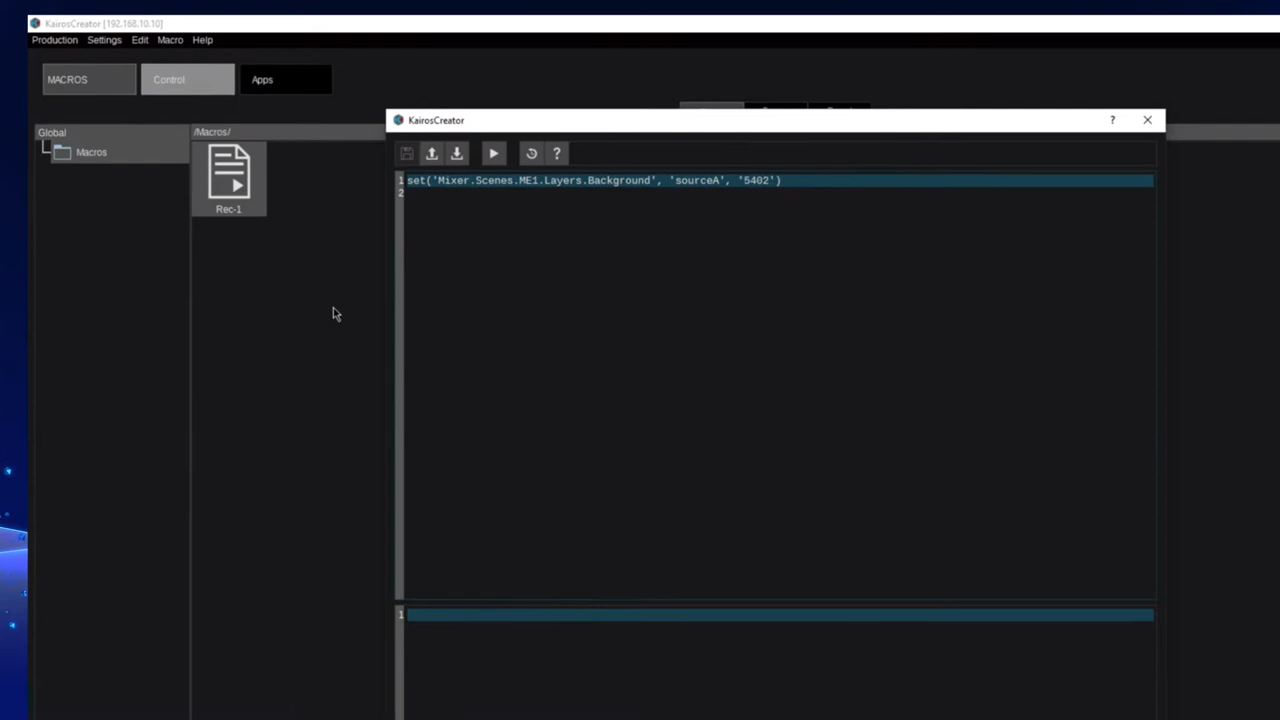 KairosCreator [192.168.10.10]
Production Settings Edit Macro Help
MACROS Control Apps
Global
Macros
/Macros/
Rec-1
KairosCreator
?
?
1 set('Mixer.Scenes.ME1.Layers.Background', 'sourceA', '5402')
2
1